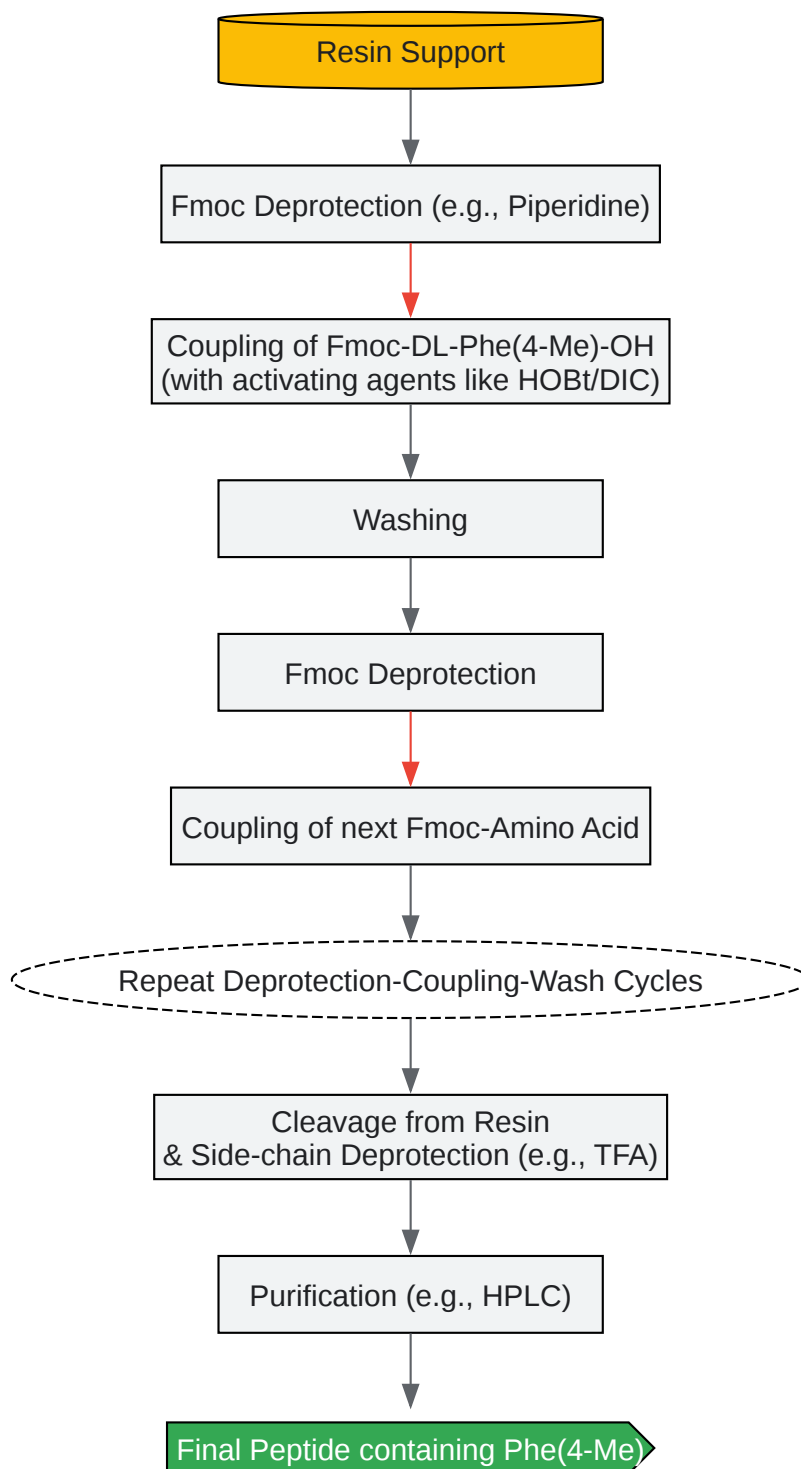 Resin Support
Fmoc Deprotection (e.g., Piperidine)
Coupling of Fmoc-DL-Phe(4-Me)-OH
(with activating agents like HOBt/DIC)
Washing
Fmoc Deprotection
Coupling of next Fmoc-Amino Acid
Repeat Deprotection-Coupling-Wash Cycles
Cleavage from Resin
& Side-chain Deprotection (e.g., TFA)
Purification (e.g., HPLC)
Final Peptide containing Phe(4-Me)